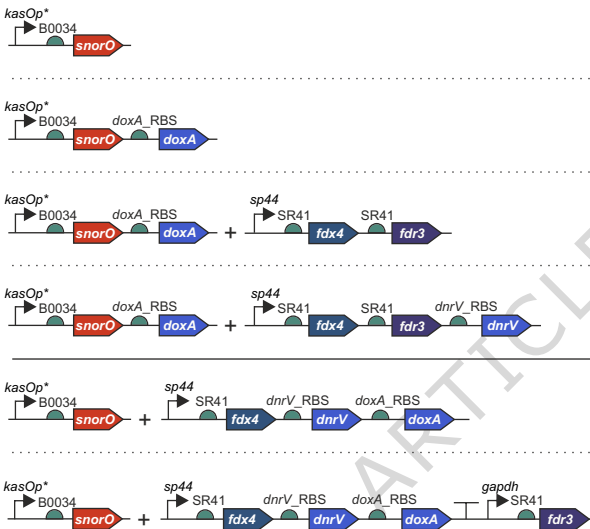 kasOp*
B0034
snorO
kasOp*
B0034 doxA_RBS
snorO doxA
kasOp* sp44
B0034 doxA_RBS SR41 SR41
snorO doxA + fdx4 fdr3
kasOp* sp44
B0034 doxA_RBS SR41 SR41 dnrV_RBS
snorO doxA + fdx4 fdr3 dnrV
kasOp* sp44
B0034 SR41 dnrV_RBS doxA_RBS
snorO + fdx4 dnrV doxA
kasOp* sp44 gapdh
B0034 SR41 dnrV_RBS doxA_RBS SR41
snorO + fdx4 dnrV doxA fdr3
ARTICLE